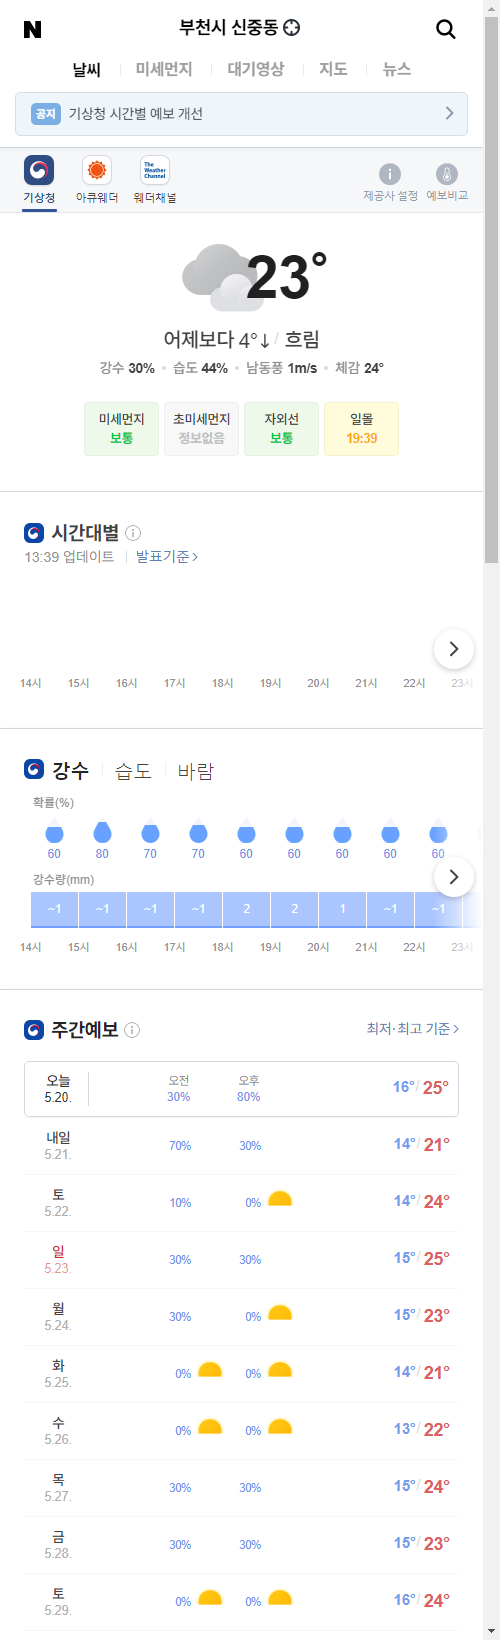 N 부천시 신중동
날씨 미세먼지 대기영상 지도 뉴스
공지 기상청 시간별 예보 개선
The Weather Channel
기상청 아큐웨더 웨더채널 제공사 설정 예보비교
23°
어제보다 4°↓ / 흐림
강수 30% • 습도 44% • 남동풍 1m/s • 체감 24°
미세먼지 초미세먼지 자외선 일몰
보통 정보없음 보통 19:39
시간대별
13:39 업데이트 발표기준 >
14시 15시 16시 17시 18시 19시 20시 21시 22시 23시
강수 습도 바람
확률(%)
60 80 70 70 60 60 60 60 60
강수량(mm)
~1 ~1 ~1 ~1 2 2 1 ~1 ~1
14시 15시 16시 17시 18시 19시 20시 21시 22시 23시
주간예보 최저·최고 기준 >
오늘 오전 오후
5.20. 30% 80% 16°/ 25°
내일
5.21. 70% 30% 14°/ 21°
토
5.22. 10% 0% 14°/ 24°
일
5.23. 30% 30% 15°/ 25°
월
5.24. 30% 0% 15°/ 23°
화
5.25. 0% 0% 14°/ 21°
수
5.26. 0% 0% 13°/ 22°
목
5.27. 30% 30% 15°/ 24°
금
5.28. 30% 30% 15°/ 23°
토
5.29. 0% 0% 16°/ 24°